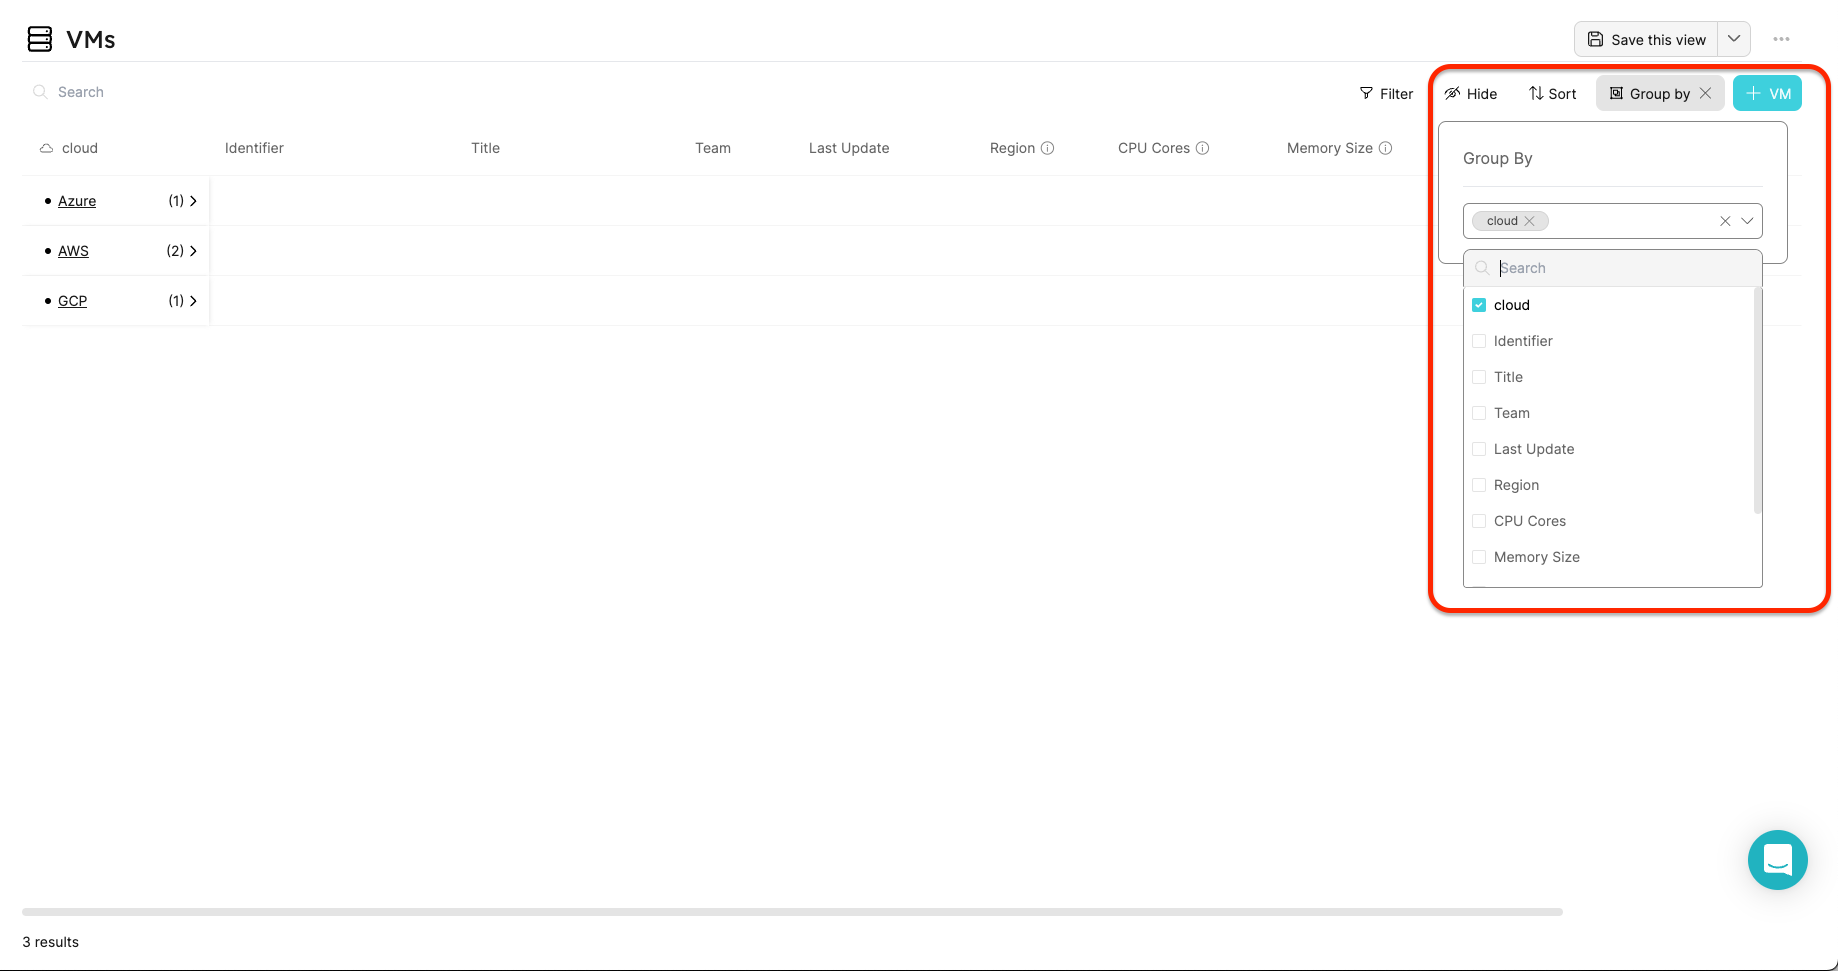 VMs
Save this view
Search
Filter
Hide
Sort
Group by
VM
cloud
Identifier
Title
Team
Last Update
Region
CPU Cores
Memory Size
Azure
(1)
AWS
(2)
GCP
(1)
Group By
cloud
Search
cloud
Identifier
Title
Team
Last Update
Region
CPU Cores
Memory Size
3 results